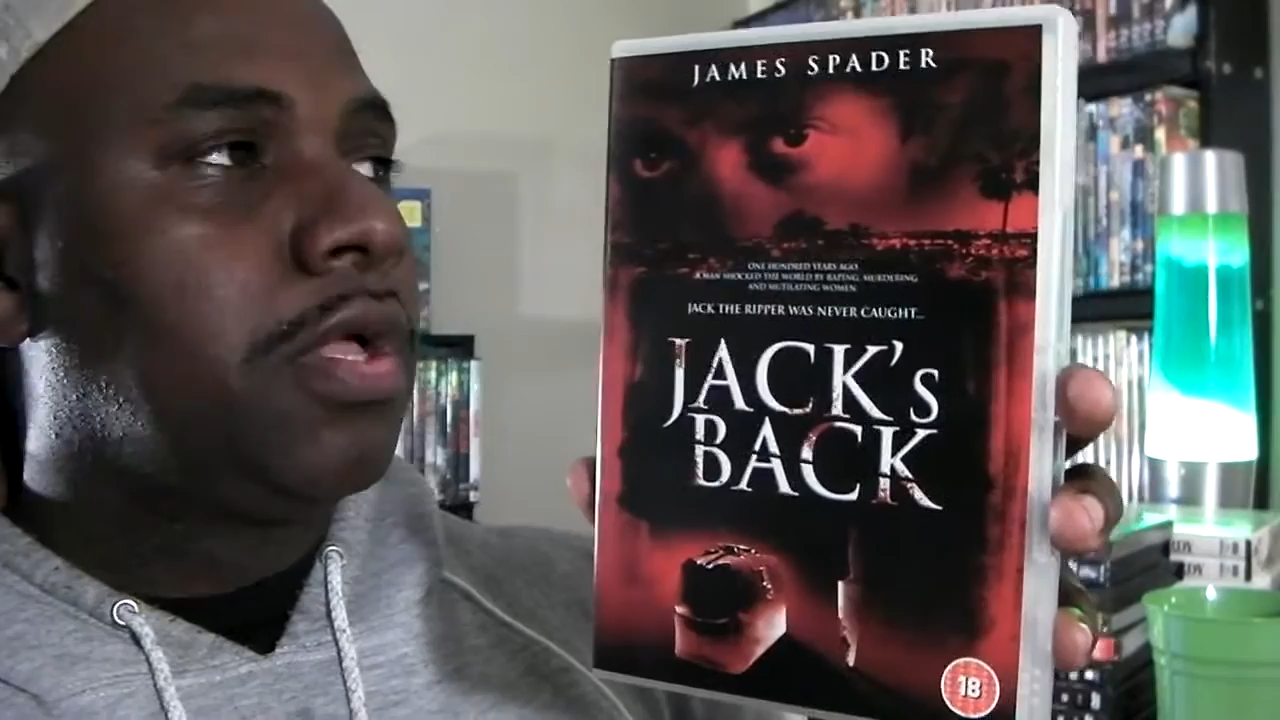 JAMES SPADER
ONE HUNDRED YEARS AGO
A MAN SHOCKED THE WORLD BY RAPING, MURDERING
AND MUTILATING WOMEN.
JACK THE RIPPER WAS NEVER CAUGHT...
JACK's
BACK
18